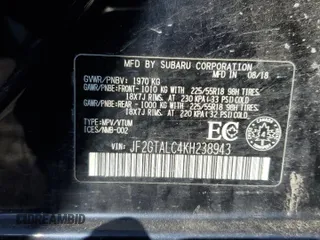 MFD BY SUBARU CORPORATION
GVWR/PNBV: 1970 KG IN 08/18
GAWR/PNBE:FRONT-1010 KG WITH 225/55R18 98H TIRES,
18X7J RIMS, AT 230 KPA:33 PSI COLD
GAWR/PNBE:REAR -1000 KG WITH 225/55R18 98H TIRES,
18X7J RIMS, AT 220 KPA:32 PSI COLD
TYPE:MPV/VTUM
ICES/NMB-002
EC
JF2GTALC4KH238943
IDREAMBID